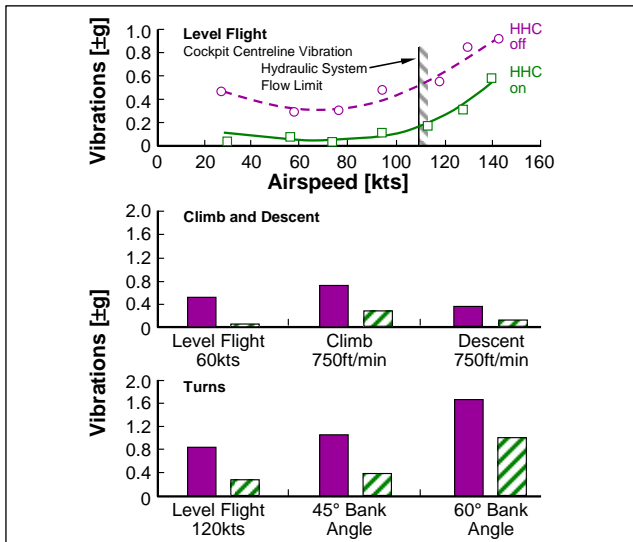 Vibrations [±g]
1.0
0.8
0.6
0.4
0.2
0
Level Flight
Cockpit Centreline Vibration
Hydraulic System
Flow Limit
HHC
off
HHC
on
0 20 40 60 80 100 120 140 160
Airspeed [kts]
Vibrations [±g]
2.0
1.6
1.2
0.8
0.4
0
Climb and Descent
Level Flight
60kts
Climb
750ft/min
Descent
750ft/min
2.0
1.6
1.2
0.8
0.4
0
Turns
Level Flight
120kts
45° Bank
Angle
60° Bank
Angle